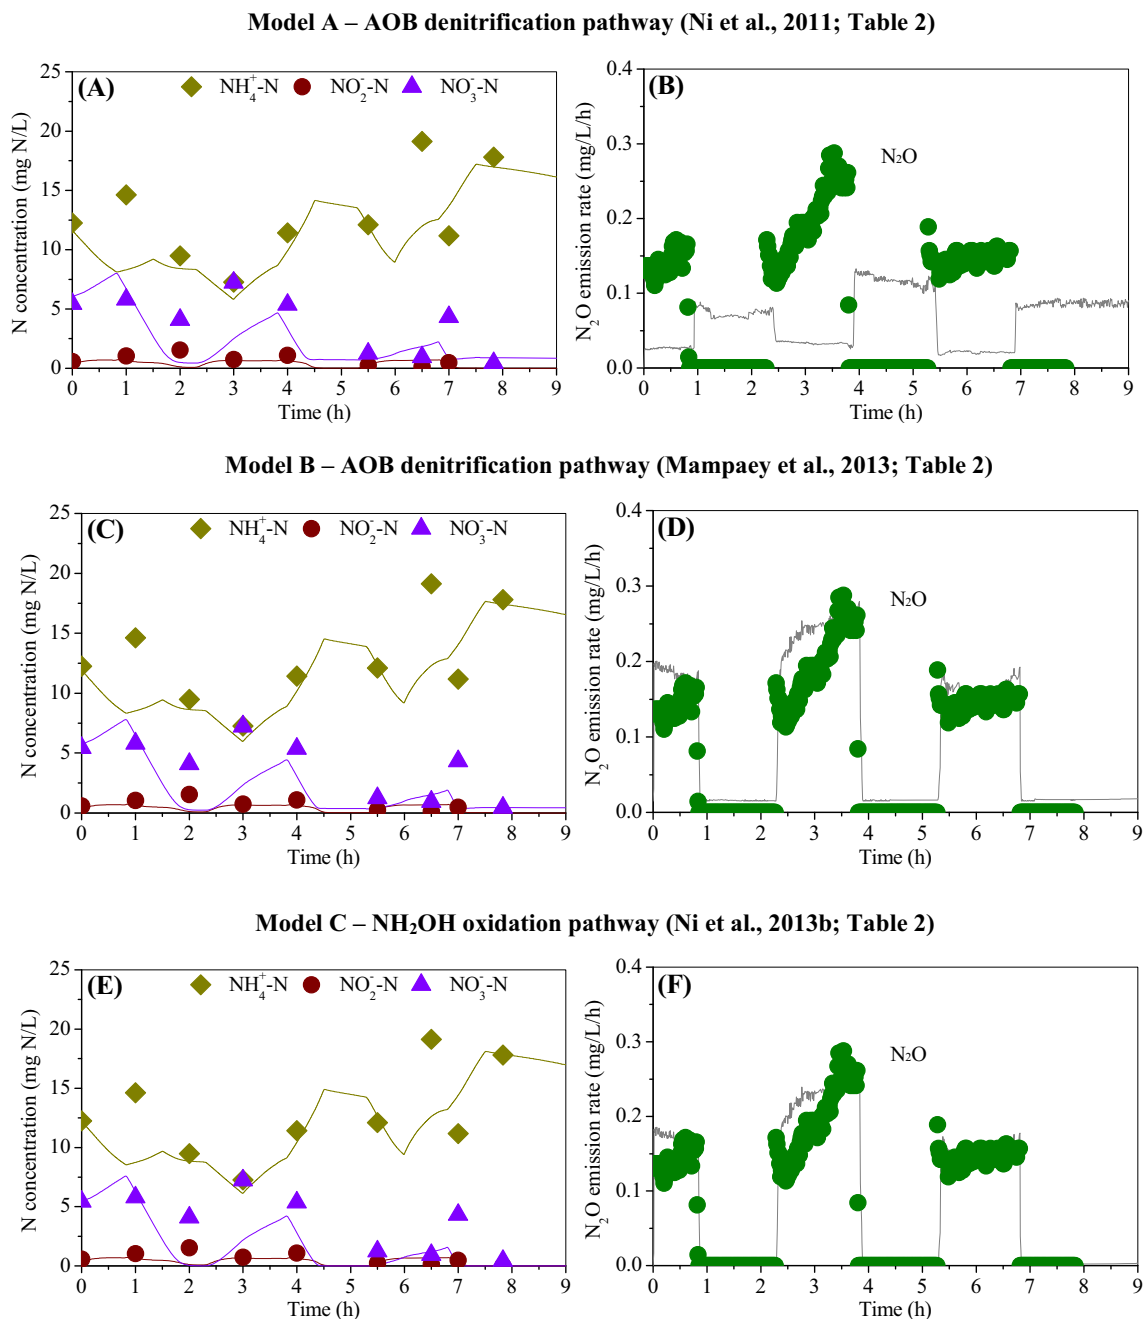 Model A – AOB denitrification pathway (Ni et al., 2011; Table 2)
(A) NH4+-N NO2--N NO3--N
N concentration (mg N/L)
25
20
15
10
5
0
0 1 2 3 4 5 6 7 8 9
Time (h)
(B)
N2O
N2O emission rate (mg/L/h)
0.4
0.3
0.2
0.1
0.0
0 1 2 3 4 5 6 7 8 9
Time (h)
Model B – AOB denitrification pathway (Mampaey et al., 2013; Table 2)
(C) NH4+-N NO2--N NO3--N
N concentration (mg N/L)
25
20
15
10
5
0
0 1 2 3 4 5 6 7 8 9
Time (h)
(D)
N2O
N2O emission rate (mg/L/h)
0.4
0.3
0.2
0.1
0.0
0 1 2 3 4 5 6 7 8 9
Time (h)
Model C – NH2OH oxidation pathway (Ni et al., 2013b; Table 2)
(E) NH4+-N NO2--N NO3--N
N concentration (mg N/L)
25
20
15
10
5
0
0 1 2 3 4 5 6 7 8 9
Time (h)
(F)
N2O
N2O emission rate (mg/L/h)
0.4
0.3
0.2
0.1
0.0
0 1 2 3 4 5 6 7 8 9
Time (h)